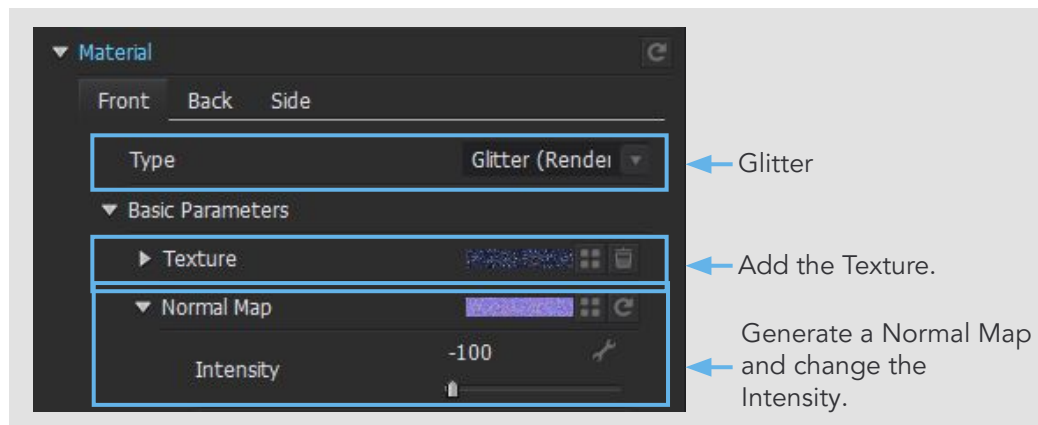 Material
Front Back Side
Type Glitter (Render
Glitter
Basic Parameters
Texture
Add the Texture.
Normal Map
Intensity -100
Generate a Normal Map
and change the
Intensity.